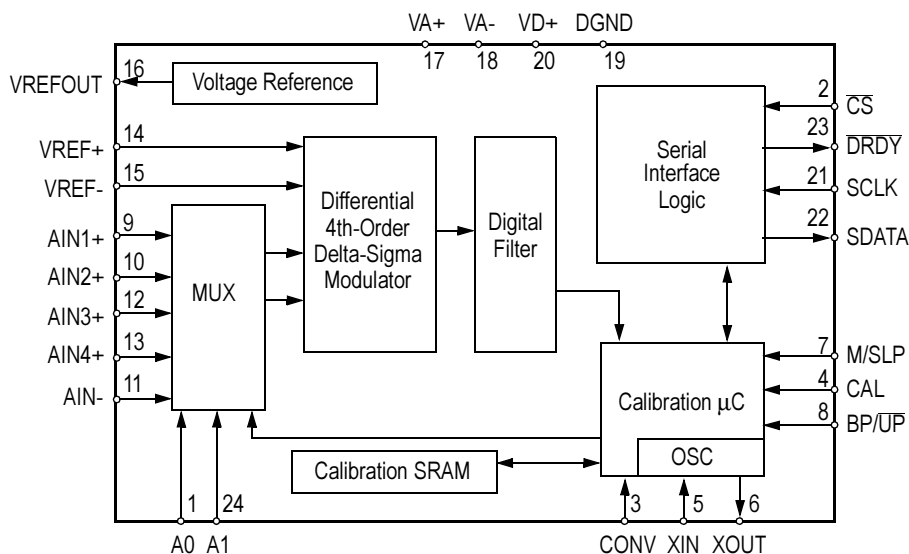 VA+ VA- VD+ DGND
17 18 20 19
VREFOUT 16
Voltage Reference
VREF+ 14
VREF- 15
AIN1+ 9
AIN2+ 10
AIN3+ 12
AIN4+ 13
AIN- 11
MUX
Differential
4th-Order
Delta-Sigma
Modulator
Digital
Filter
Serial
Interface
Logic
2 C̅S̅
23 D̅R̅D̅Y̅
21 SCLK
22 SDATA
Calibration μC
OSC
7 M/SLP
4 CAL
8 BP/U̅P̅
Calibration SRAM
1 24 3 5 6
A0 A1 CONV XIN XOUT